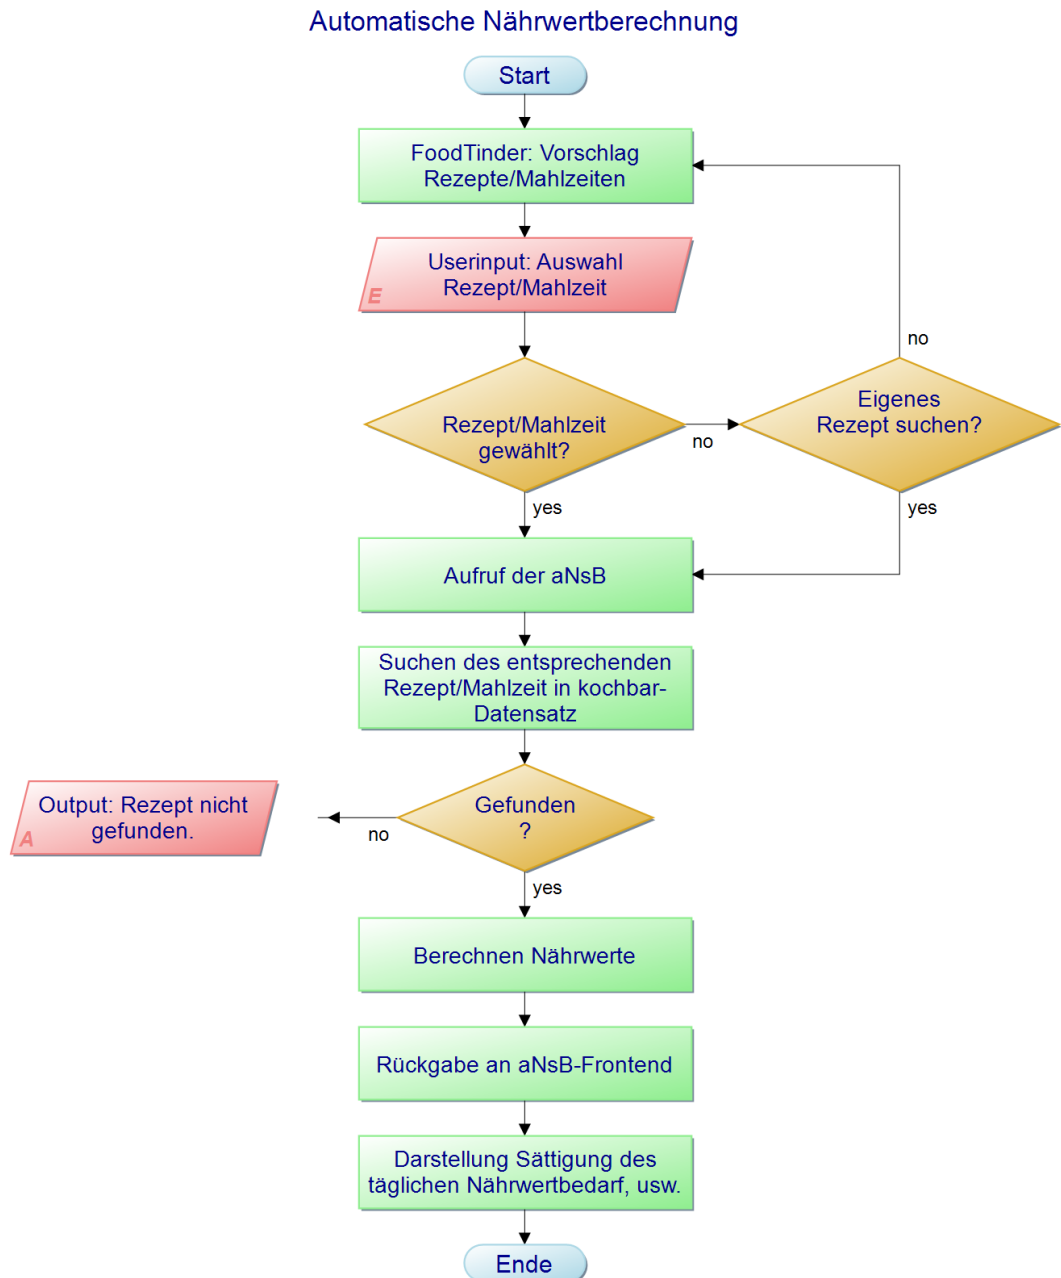 Automatische Nährwertberechnung
Start
FoodTinder: Vorschlag
Rezepte/Mahlzeiten
Userinput: Auswahl
Rezept/Mahlzeit
E
no
Rezept/Mahlzeit
gewählt?
no
Eigenes
Rezept suchen?
yes
yes
Aufruf der aNsB
Suchen des entsprechenden
Rezept/Mahlzeit in kochbar-
Datensatz
Output: Rezept nicht
gefunden.
A
no
Gefunden
?
yes
Berechnen Nährwerte
Rückgabe an aNsB-Frontend
Darstellung Sättigung des
täglichen Nährwertbedarf, usw.
Ende